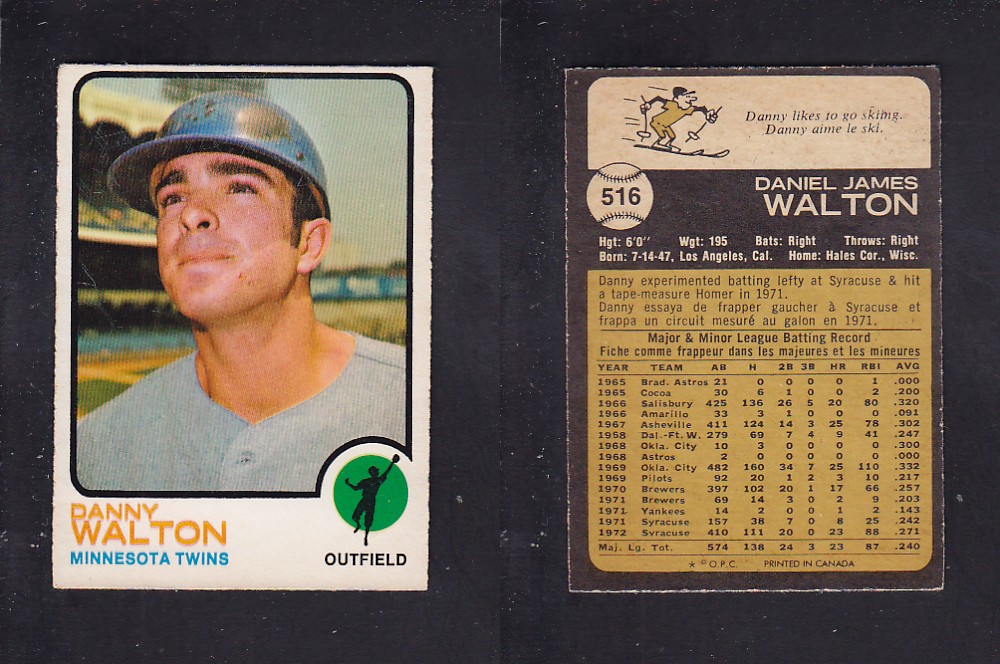 DANNY
WALTON
MINNESOTA TWINS
OUTFIELD
Danny likes to go skiing.
Danny aime le ski.
516
DANIEL JAMES
WALTON
Hgt: 6'0" Wgt: 195 Bats: Right Throws: Right
Born: 7-14-47, Los Angeles, Cal. Home: Hales Cor., Wisc.
Danny experimented batting lefty at Syracuse & hit
a tape-measure Homer in 1971.
Danny essaya de frapper gaucher à Syracuse et
frappa un circuit mesuré au galon en 1971.
Major & Minor League Batting Record
Fiche comme frappeur dans les majeures et les mineures
YEAR TEAM AB H 2B 3B HR RBI AVG
1965 Brad. Astros 21 0 0 0 0 1 .000
1965 Cocoa 30 6 1 0 0 2 .200
1966 Salisbury 425 136 26 5 20 80 .320
1966 Amarillo 33 3 1 0 0 0 .091
1967 Asheville 411 124 14 3 25 78 .302
1958 Dal.-Ft. W. 279 69 7 4 9 41 .247
1968 Okla. City 10 3 0 0 0 0 .300
1968 Astros 2 0 0 0 0 0 .000
1969 Okla. City 482 160 34 7 25 110 .332
1969 Pilots 92 20 1 2 3 10 .217
1970 Brewers 397 102 20 1 17 66 .257
1971 Brewers 69 14 3 0 2 9 .203
1971 Yankees 14 2 0 0 1 2 .143
1971 Syracuse 157 38 7 0 8 25 .242
1972 Syracuse 410 111 20 0 23 88 .271
Maj. Lg. Tot. 574 138 24 3 23 87 .240
* © O.P.C. PRINTED IN CANADA